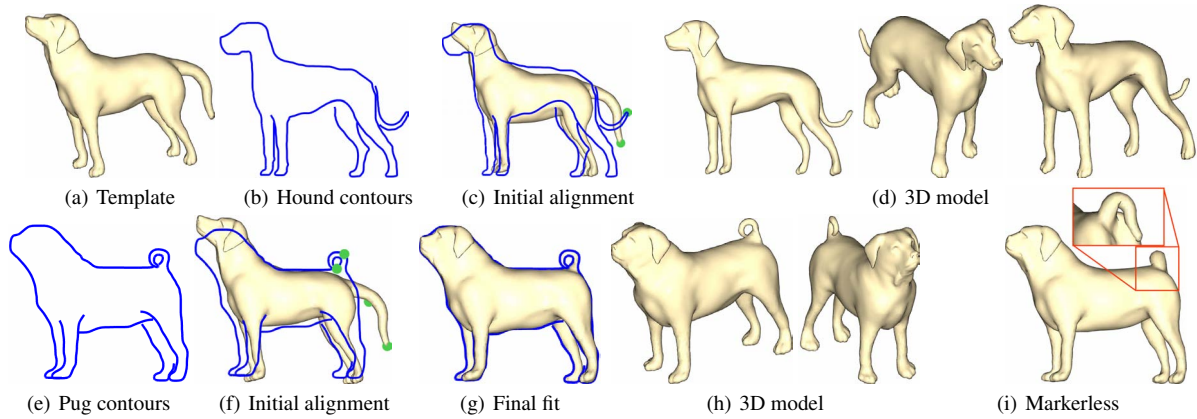 (a) Template
(b) Hound contours
(c) Initial alignment
(d) 3D model
(e) Pug contours
(f) Initial alignment
(g) Final fit
(h) 3D model
(i) Markerless